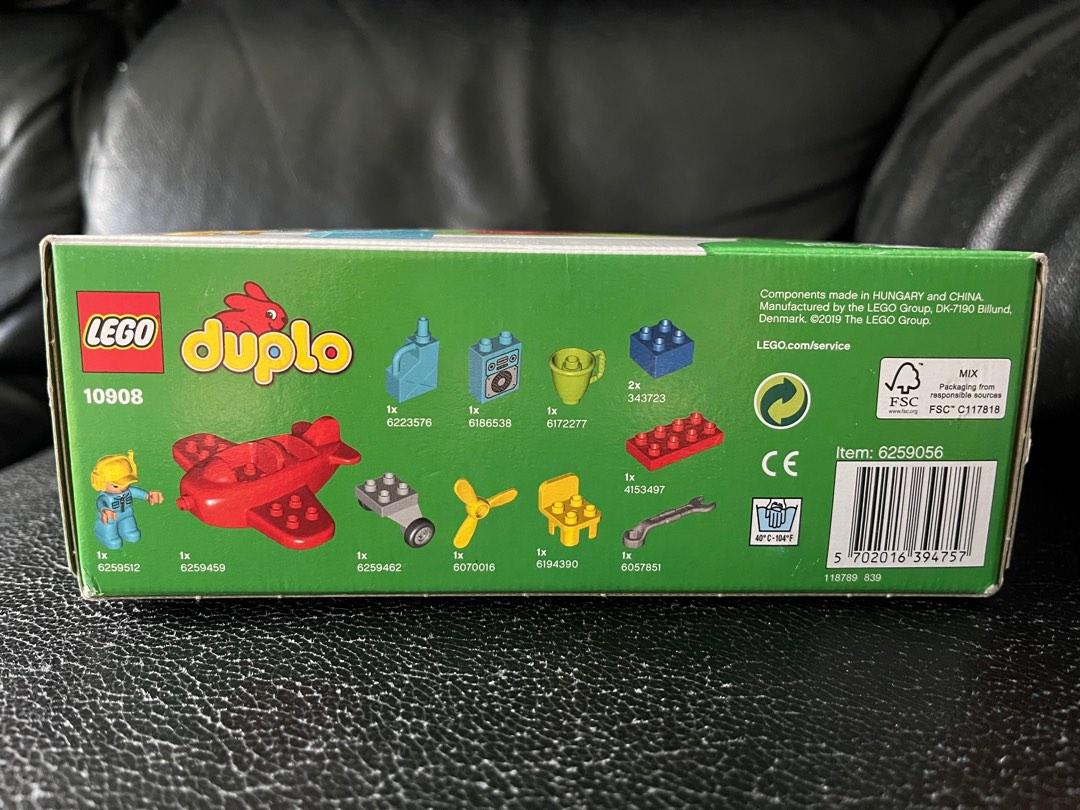 LEGO
duplo
10908
1x
6223576
1x
6186538
1x
6172277
2x
343723
1x
4153497
1x
6259512
1x
6259459
1x
6259462
1x
6070016
1x
6194390
1x
6057851
Components made in HUNGARY and CHINA.
Manufactured by the LEGO Group, DK-7190 Billund,
Denmark. ©2019 The LEGO Group.
LEGO.com/service
FSC
www.fsc.org
MIX
Packaging from
responsible sources
FSC™ C117818
CE
40°C-104°F
Item: 6259056
5 702016 394757
118789 839